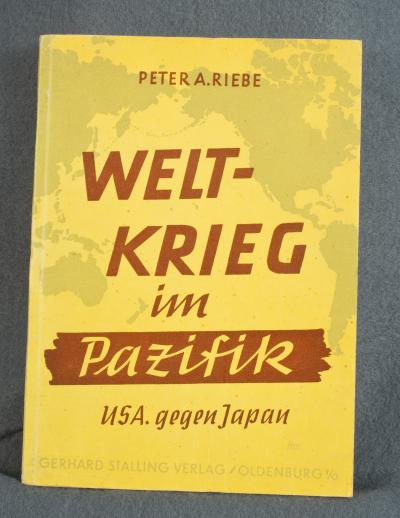 PETER A. RIEBE
WELT-
KRIEG
im
Pazifik
USA. gegen Japan
GERHARD STALLING VERLAG / OLDENBURG i/O